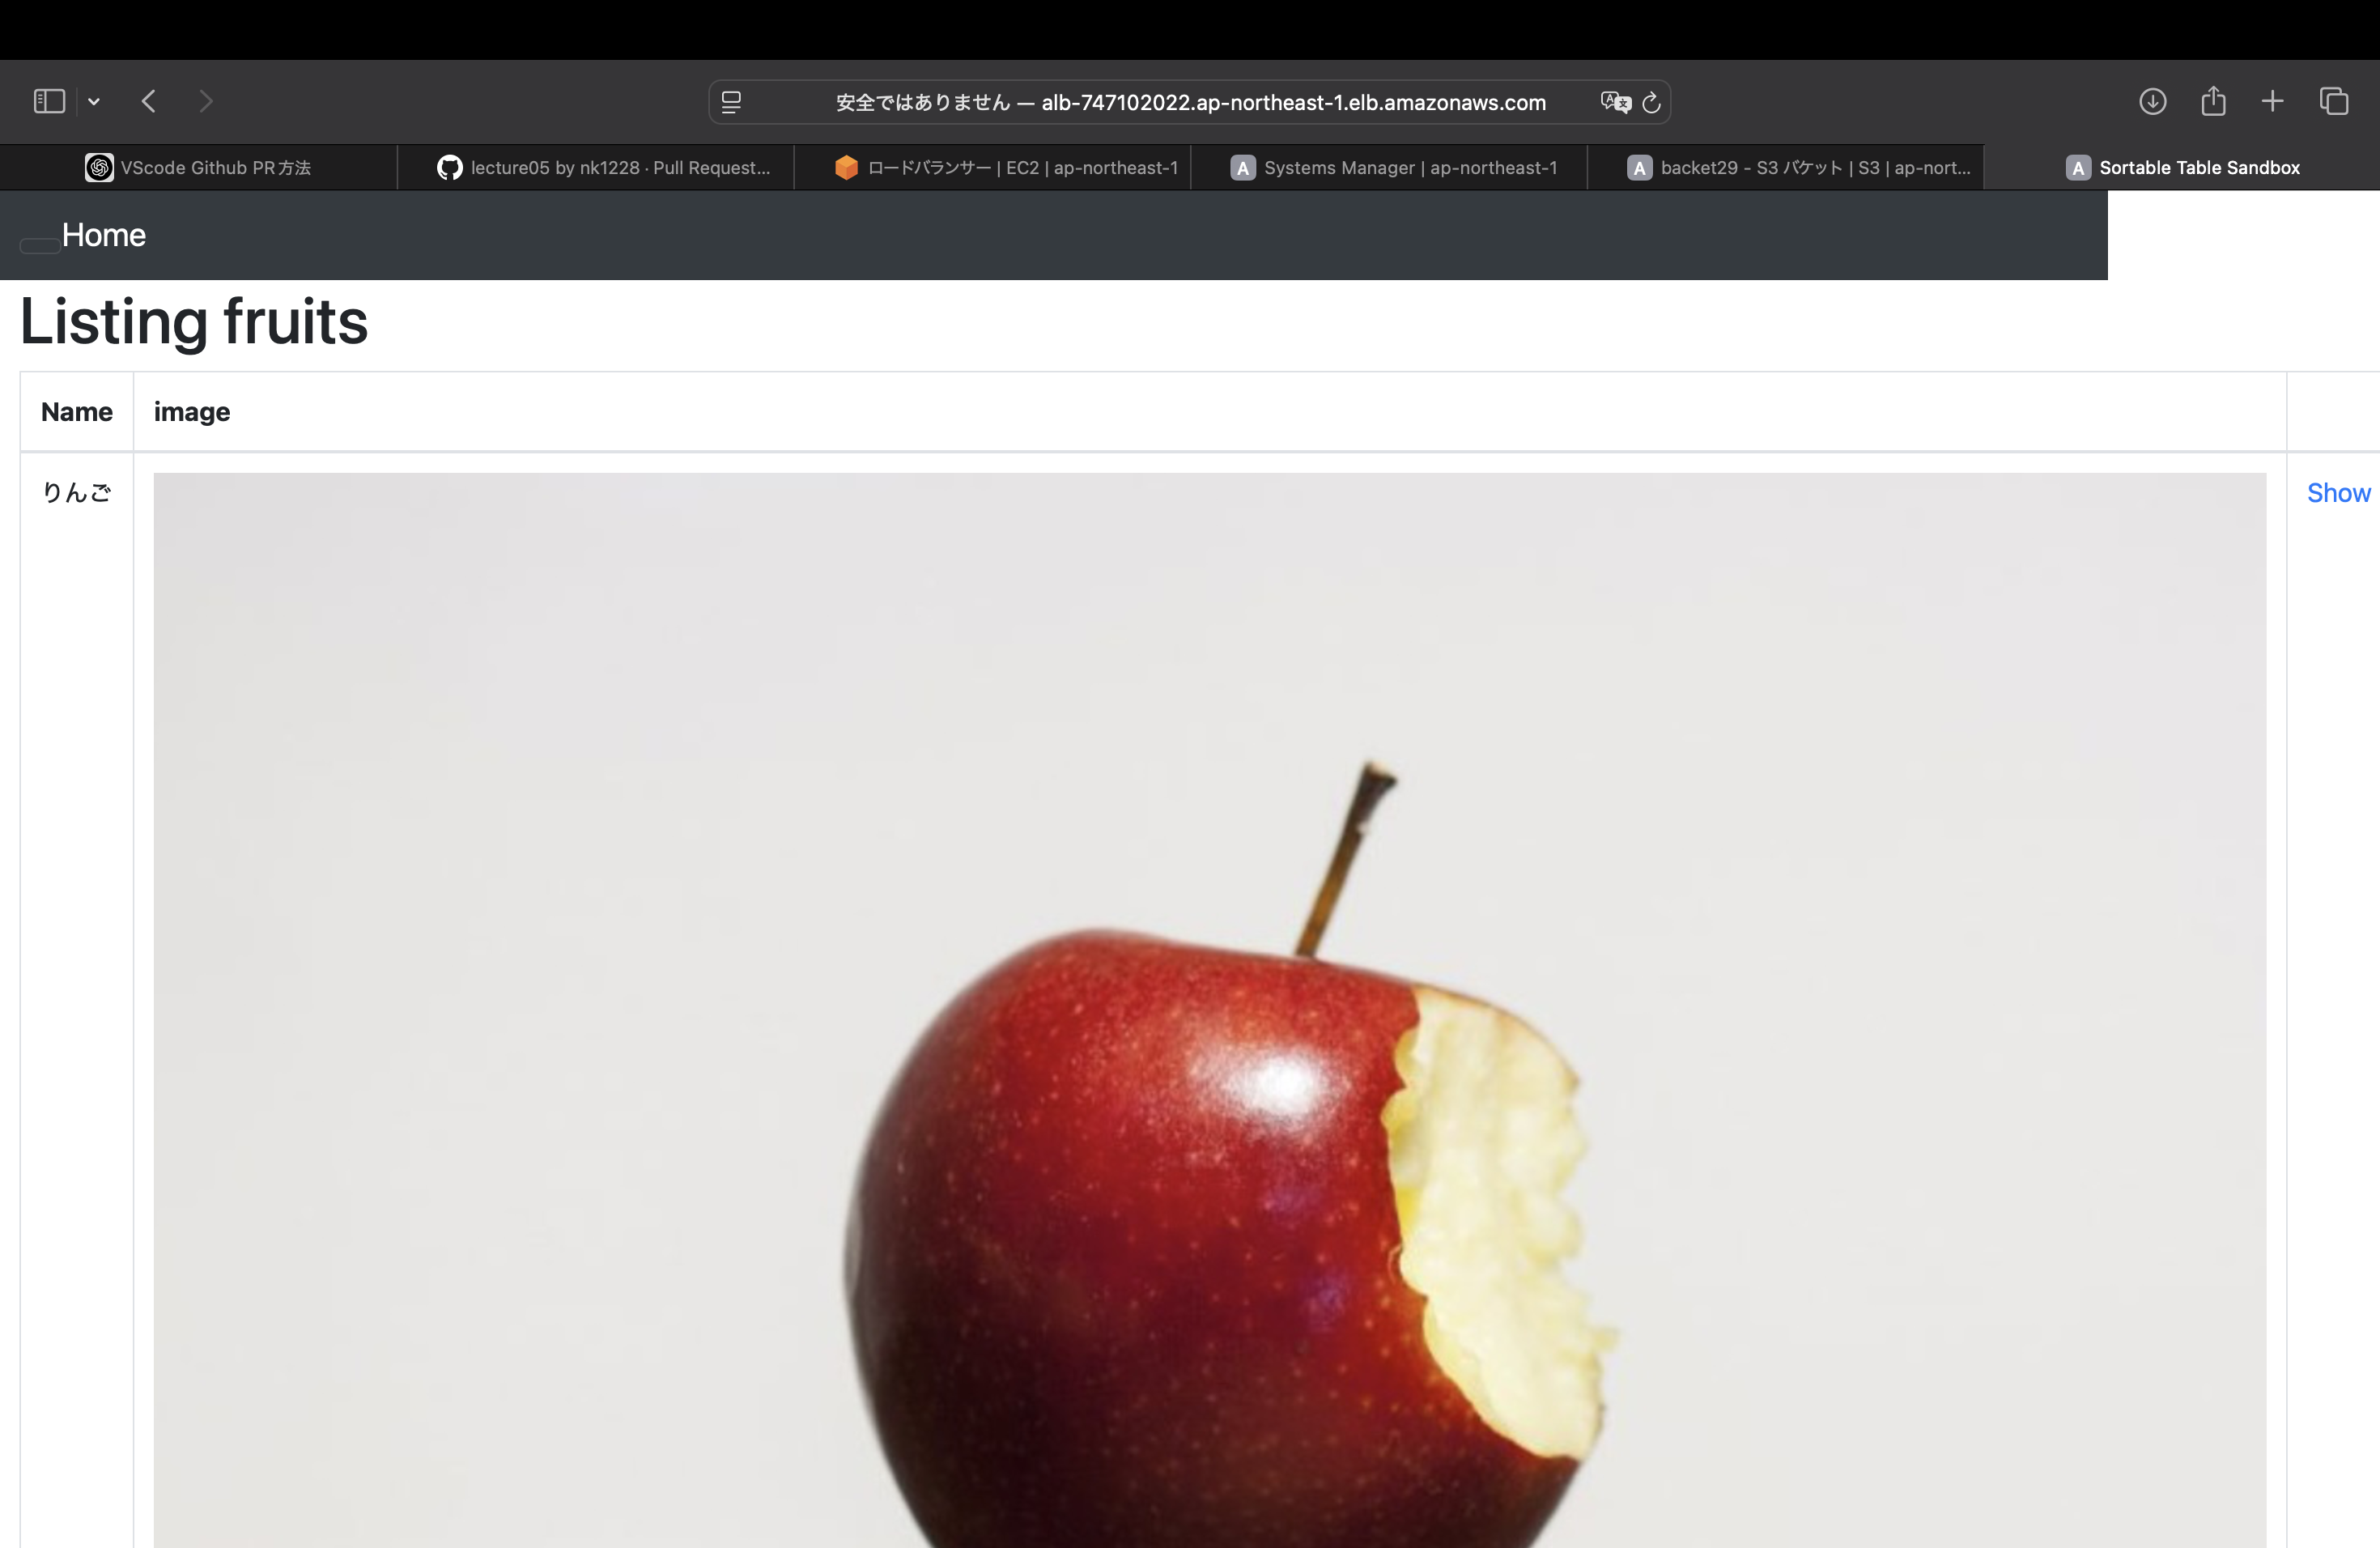 安全ではありません — alb-747102022.ap-northeast-1.elb.amazonaws.com
VScode Github PR方法
lecture05 by nk1228 · Pull Request...
ロードバランサー | EC2 | ap-northeast-1
A Systems Manager | ap-northeast-1
A backet29 - S3 バケット | S3 | ap-nort...
A Sortable Table Sandbox
Home
Listing fruits
Name image
りんご Show